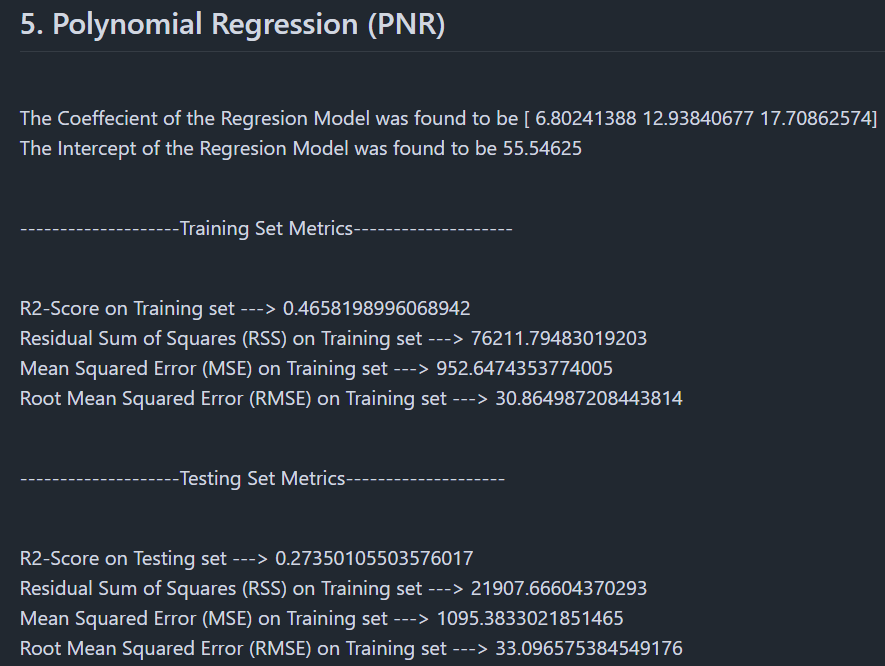 5. Polynomial Regression (PNR)
The Coeffecient of the Regresion Model was found to be [ 6.80241388 12.93840677 17.70862574]
The Intercept of the Regresion Model was found to be 55.54625
--------------------Training Set Metrics--------------------
R2-Score on Training set ---> 0.4658199960689​42
Residual Sum of Squares (RSS) on Training set ---> 76211.79483019203
Mean Squared Error (MSE) on Training set ---> 952.6474353774005
Root Mean Squared Error (RMSE) on Training set ---> 30.864987208443814
--------------------Testing Set Metrics--------------------
R2-Score on Testing set ---> 0.27350105503576017
Residual Sum of Squares (RSS) on Training set ---> 21907.66604370293
Mean Squared Error (MSE) on Training set ---> 1095.3833021851465
Root Mean Squared Error (RMSE) on Training set ---> 33.096575384549176